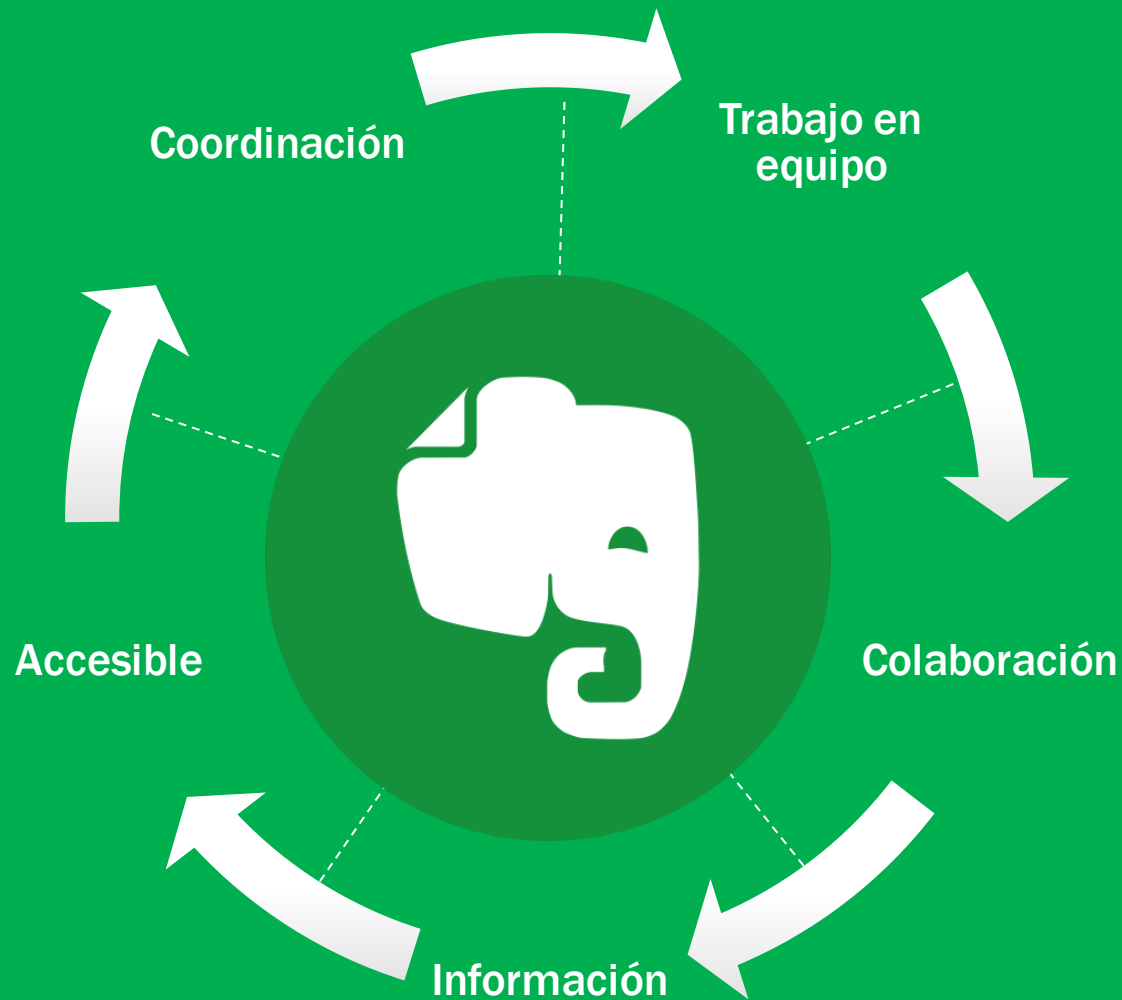 Coordinación
Trabajo en
equipo
Colaboración
Información
Accesible